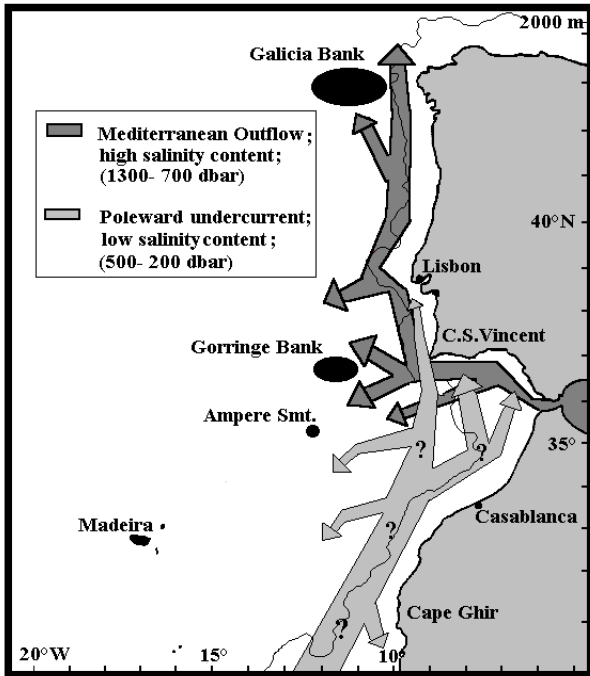 2000 m
Galicia Bank
Mediterranean Outflow;
high salinity content;
(1300- 700 dbar)
Poleward undercurrent;
low salinity content;
(500- 200 dbar)
40°N
Lisbon
C.S.Vincent
Gorringe Bank
Ampere Smt.
35°
?
?
Casablanca
Madeira
?
Cape Ghir
?
20°W
15°
10°